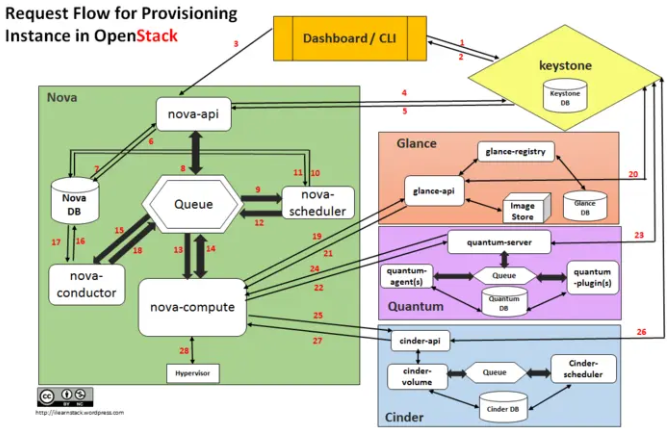 Request Flow for Provisioning
Instance in OpenStack
Dashboard / CLI
3
1
2
keystone
Keystone
DB
Nova
nova-api
4
5
7
6
8
Glance
glance-registry
glance-api
Image
Store
Glance
DB
20
Nova
DB
Queue
9
11
10
12
nova-
scheduler
17
16
15
18
13
14
19
21
24
22
23
nova-
conductor
nova-compute
quantum-server
quantum-
agent(s)
Queue
quantum
-plugin(s)
Quantum
DB
Quantum
25
27
26
28
Hypervisor
cinder-api
cinder-
volume
Queue
Cinder-
scheduler
Cinder DB
Cinder
cc
BY
NC
http://ilearnstack.wordpress.com